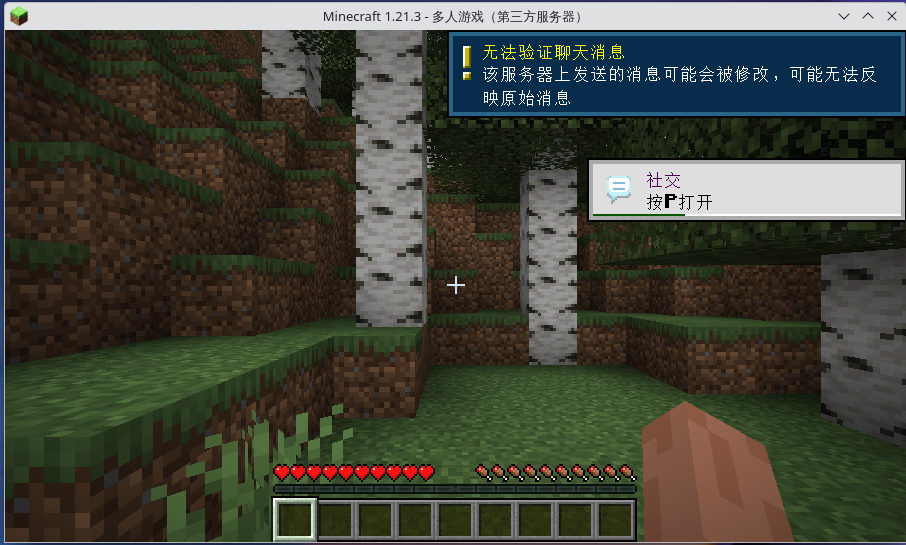 Minecraft 1.21.3 - 多人游戏（第三方服务器）
无法验证聊天消息
该服务器上发送的消息可能会被修改，可能无法反
映原始消息
社交
按P打开